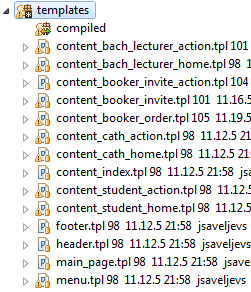 templates
compiled
content_bach_lecturer_action.tpl 101
content_bach_lecturer_home.tpl 98 1
content_booker_invite_action.tpl 104
content_booker_invite.tpl 101 11.16.5
content_booker_order.tpl 105 11.19.5
content_cath_action.tpl 98 11.12.5 21:58
content_cath_home.tpl 98 11.12.5 21:58
content_index.tpl 98 11.12.5 21:58 jsa
content_student_action.tpl 98 11.12.5
content_student_home.tpl 98 11.12.5
footer.tpl 98 11.12.5 21:58 jsaveljevs
header.tpl 98 11.12.5 21:58 jsaveljevs
main_page.tpl 98 11.12.5 21:58 jsavelj
menu.tpl 98 11.12.5 21:58 jsaveljevs